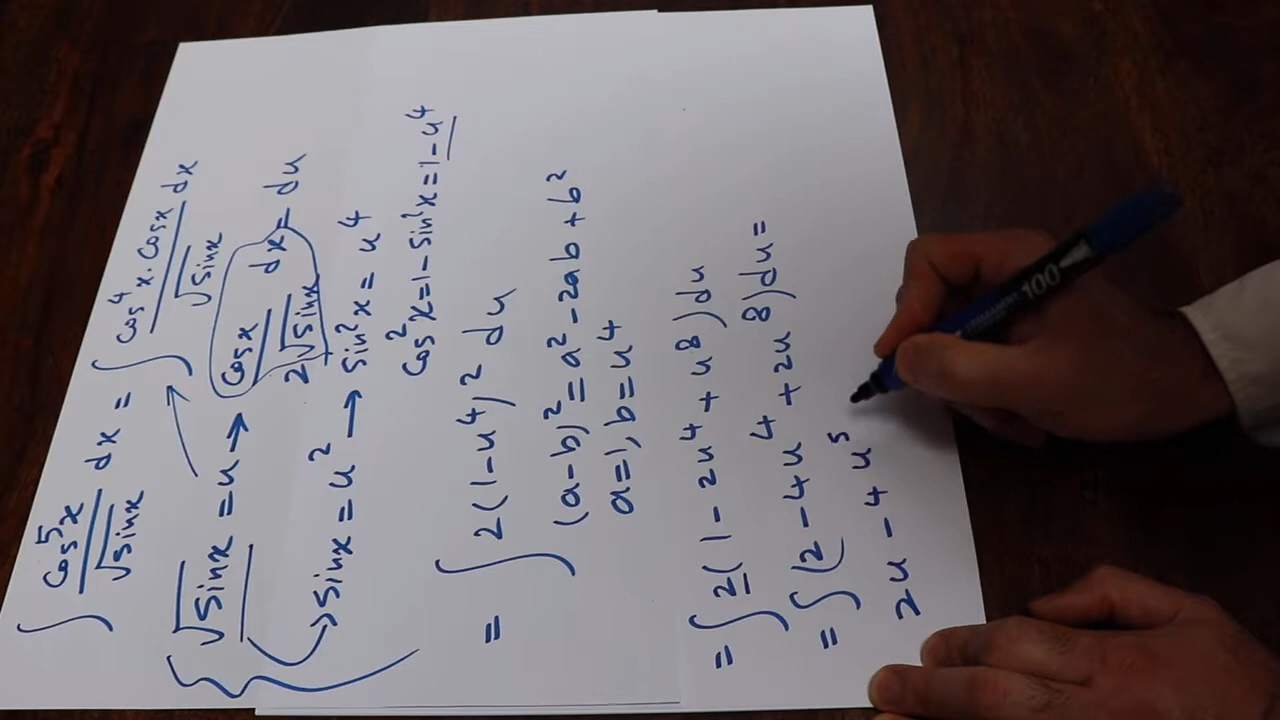 ∫ cos⁵x/√sinx dx = ∫ cos⁴x·cosx/√sinx dx
√sinx = u → cosx/2√sinx dx = du
sinx = u² → sin²x = u⁴
cos²x = 1 - sin²x = 1 - u⁴
= ∫ 2(1-u⁴)² du
(a-b)² = a² - 2ab + b²
a=1, b=u⁴
= ∫ 2(1 - 2u⁴ + u⁸) du
= ∫ (2 - 4u⁴ + 2u⁸) du =
2u - 4 u⁵
100